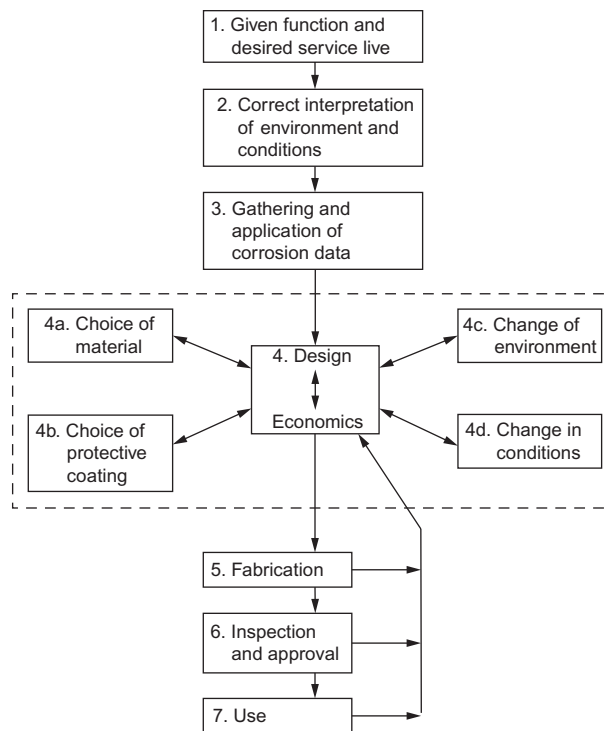 1. Given function and
desired service live
2. Correct interpretation
of environment and
conditions
3. Gathering and
application of
corrosion data
4a. Choice of
material
4c. Change of
environment
4. Design
Economics
4b. Choice of
protective
coating
4d. Change in
conditions
5. Fabrication
6. Inspection
and approval
7. Use